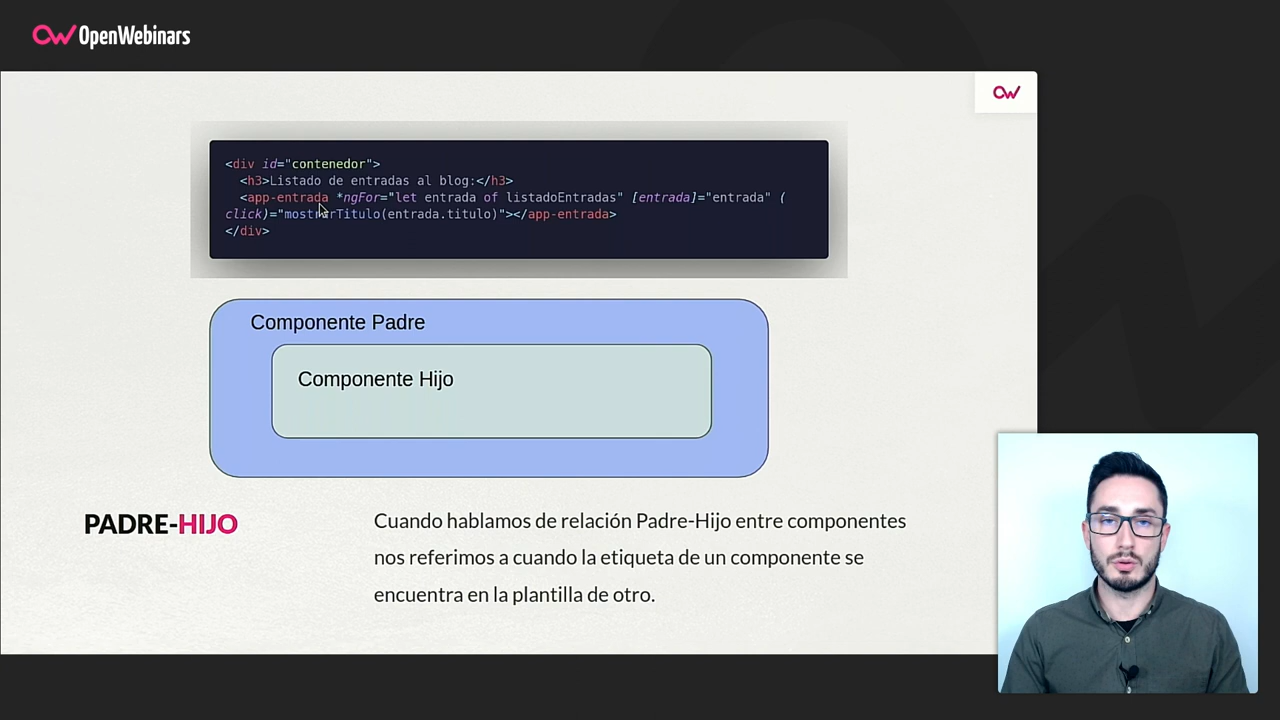 OpenWebinars
<div id="contenedor">
<h3>Listado de entradas al blog:</h3>
<app-entrada *ngFor="let entrada of listadoEntradas" [entrada]="entrada" (
click)="mostrarTitulo(entrada.titulo)"></app-entrada>
</div>
Componente Padre
Componente Hijo
PADRE-HIJO
Cuando hablamos de relación Padre-Hijo entre componentes
nos referimos a cuando la etiqueta de un componente se
encuentra en la plantilla de otro.